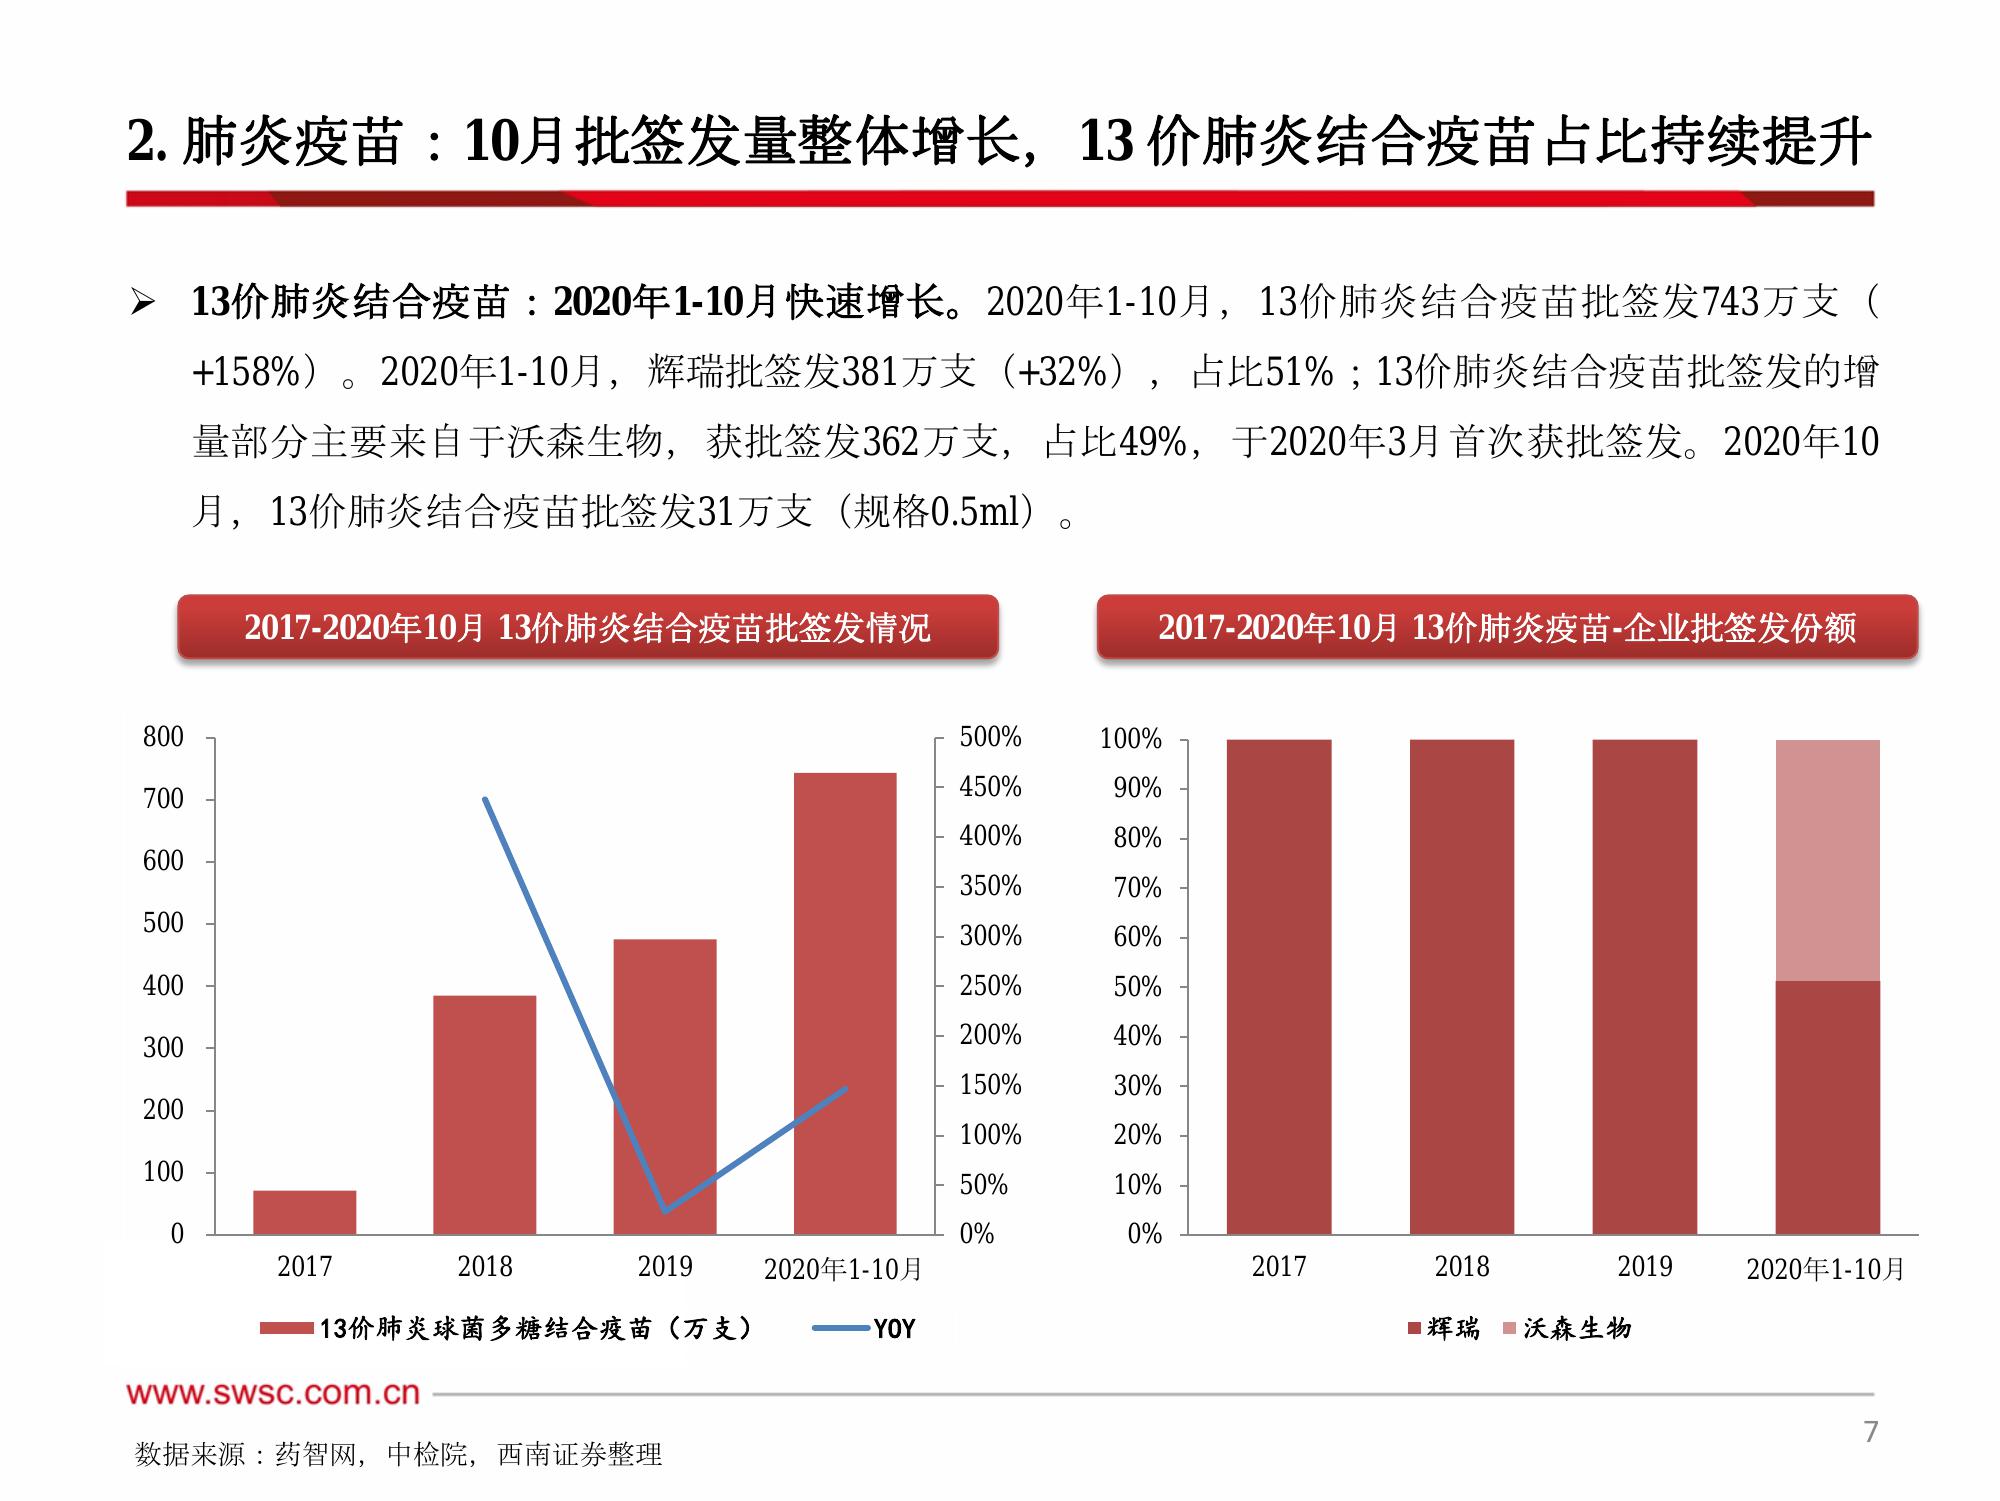 2. 肺炎疫苗：10月批签发量整体增长，13 价肺炎结合疫苗占比持续提升
➢ 13价肺炎结合疫苗：2020年1-10月快速增长。2020年1-10月，13价肺炎结合疫苗批签发743万支（
+158%）。2020年1-10月，辉瑞批签发381万支（+32%），占比51%；13价肺炎结合疫苗批签发的增
量部分主要来自于沃森生物，获批签发362万支，占比49%，于2020年3月首次获批签发。2020年10
月，13价肺炎结合疫苗批签发31万支（规格0.5ml）。
2017-2020年10月 13价肺炎结合疫苗批签发情况
800
700
600
500
400
300
200
100
0
500%
450%
400%
350%
300%
250%
200%
150%
100%
50%
0%
2017 2018 2019 2020年1-10月
13价肺炎球菌多糖结合疫苗（万支） YOY
2017-2020年10月 13价肺炎疫苗-企业批签发份额
100%
90%
80%
70%
60%
50%
40%
30%
20%
10%
0%
2017 2018 2019 2020年1-10月
辉瑞 沃森生物
www.swsc.com.cn
7
数据来源：药智网，中检院，西南证券整理